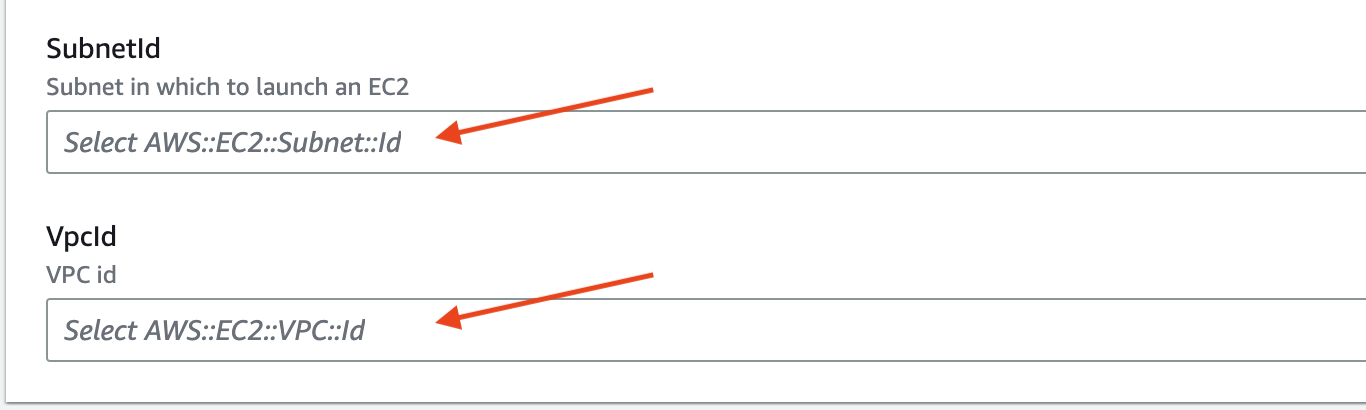 SubnetId
Subnet in which to launch an EC2
Select AWS::EC2::Subnet::Id
VpcId
VPC id
Select AWS::EC2::VPC::Id